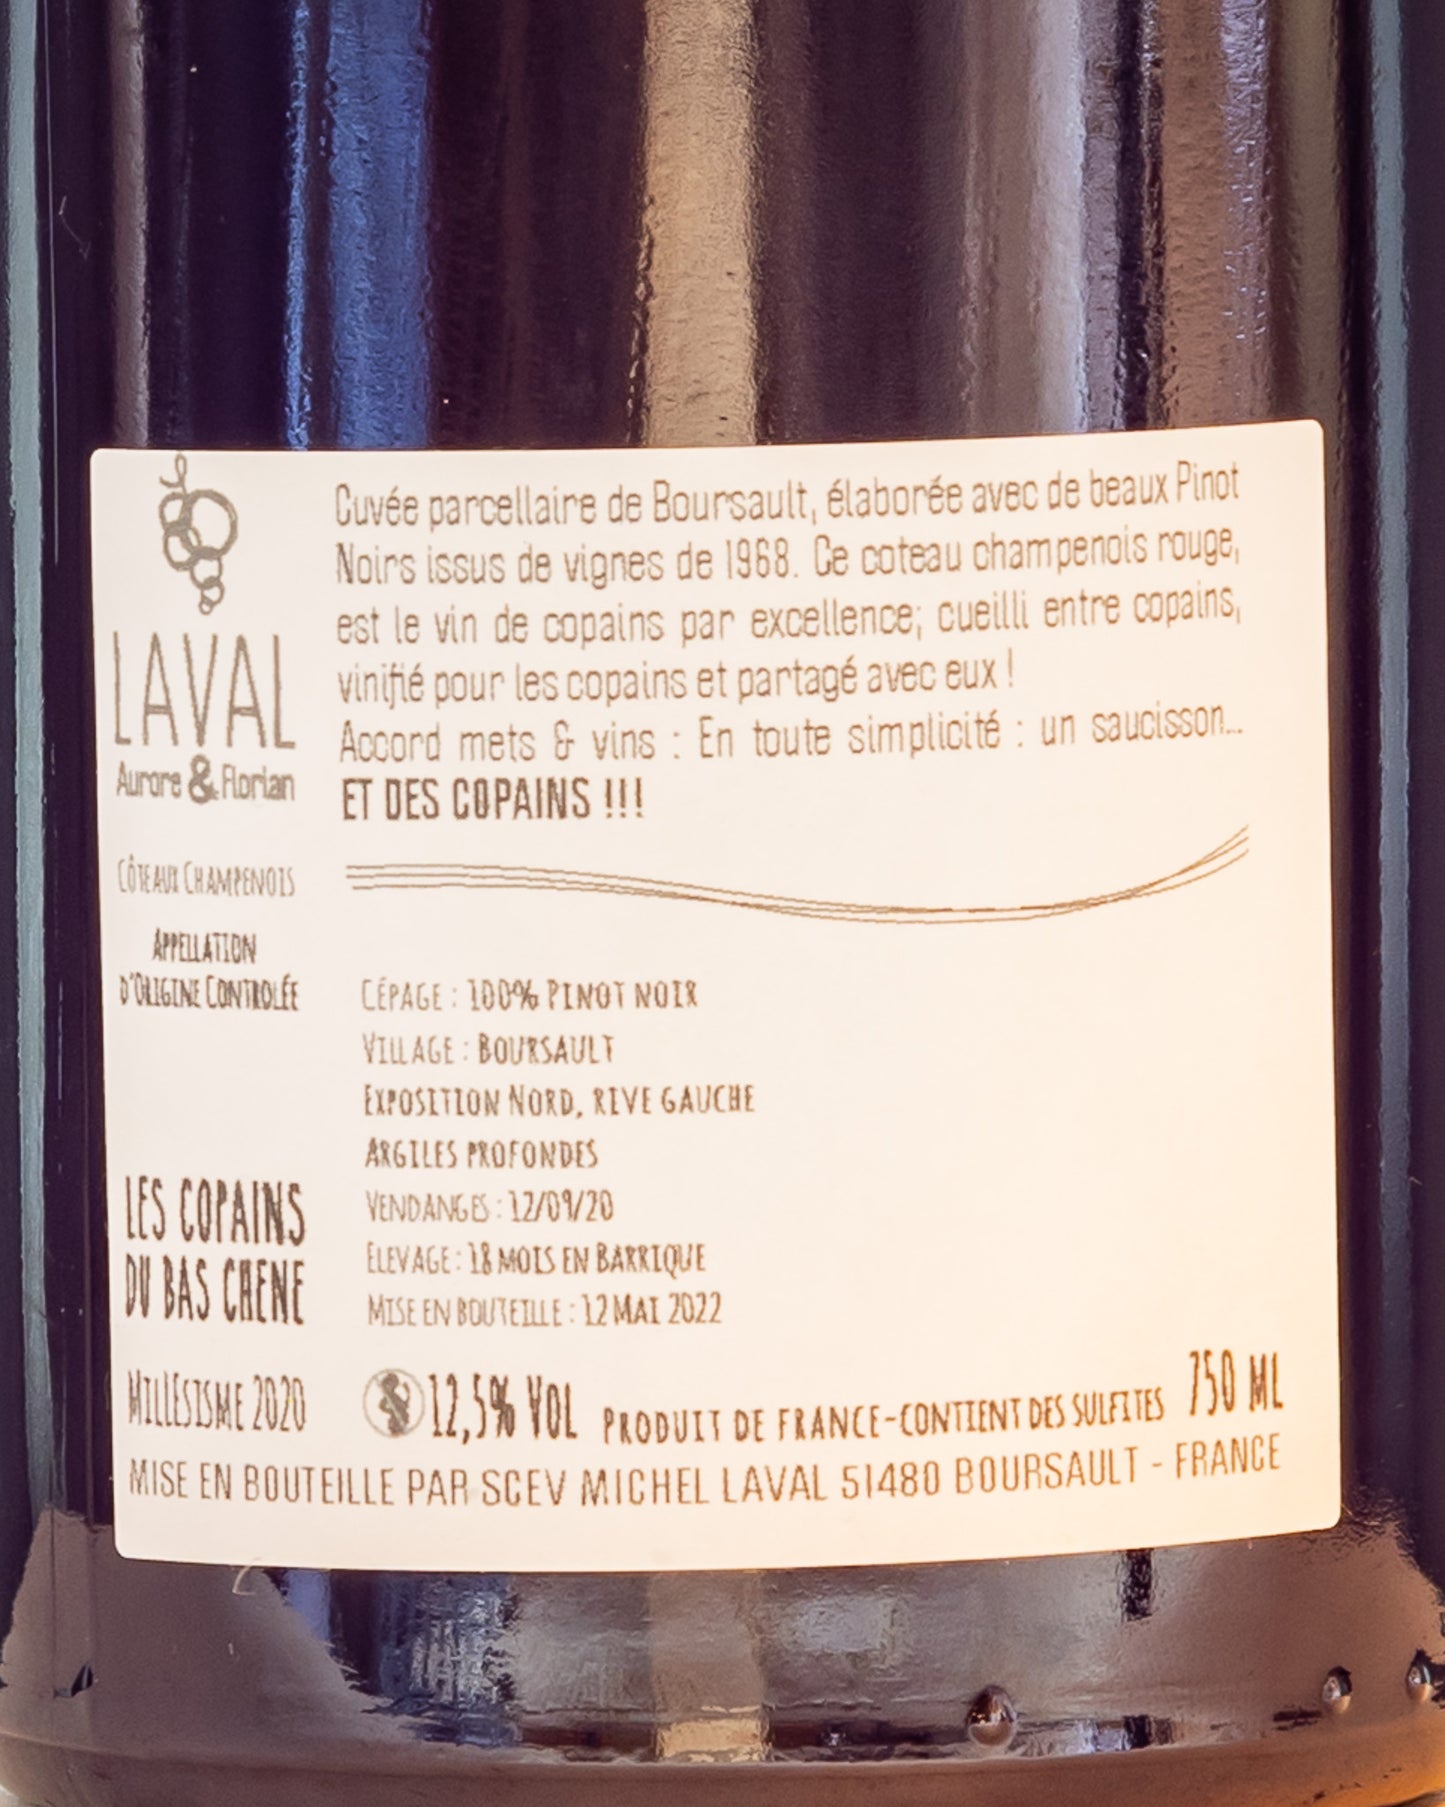 Cuvée parcellaire de Boursault, élaborée avec de beaux Pinot
Noirs issus de vignes de 1968. Ce coteau champenois rouge,
est le vin de copains par excellence; cueilli entre copains,
vinifié pour les copains et partagé avec eux !
Accord mets & vins : En toute simplicité : un saucisson...
ET DES COPAINS !!!
LAVAL
Aurore & Florian
CÔTEAUX CHAMPENOIS
APPELLATION
D'ORIGINE CONTROLÉE
LES COPAINS
DU BAS CHENE
MILLÉSISME 2020
CÉPAGE : 100% PINOT NOIR
VILLAGE : BOURSAULT
EXPOSITION NORD, RIVE GAUCHE
ARGILES PROFONDES
VENDANGES : 12/09/20
ELEVAGE : 18 MOIS EN BARRIQUE
MISE EN BOUTEILLE : 12 MAI 2022
12,5% VOL PRODUIT DE FRANCE-CONTIENT DES SULFITES 750 ML
MISE EN BOUTEILLE PAR SCEV MICHEL LAVAL 51480 BOURSAULT - FRANCE